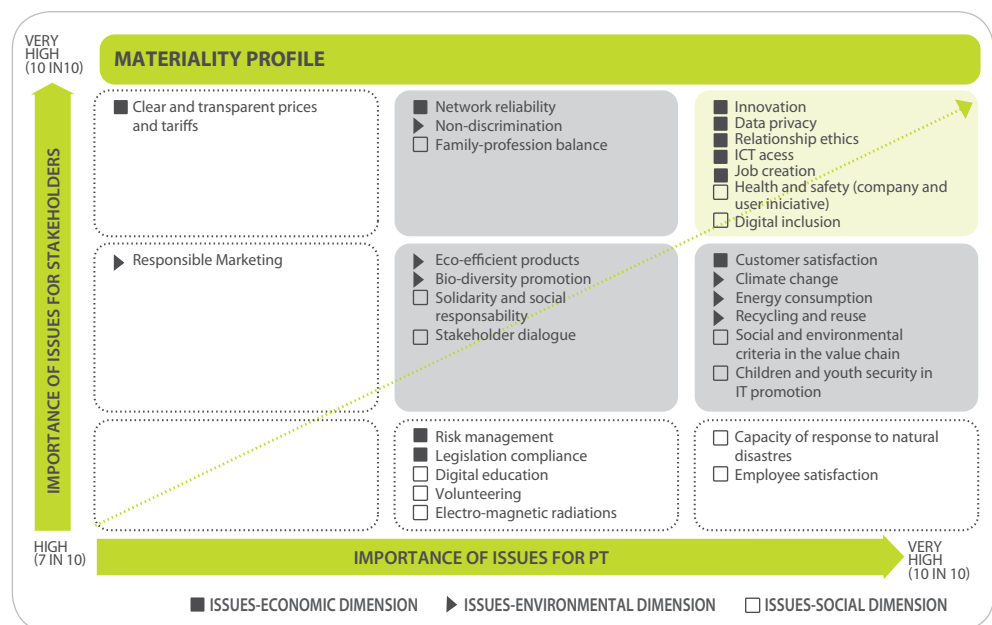 VERY
HIGH
(10 IN10)
MATERIALITY PROFILE
Clear and transparent prices
and tariffs
Network reliability
Non-discrimination
Family-profession balance
Innovation
Data privacy
Relationship ethics
ICT acess
Job creation
Health and safety (company and
user iniciative)
Digital inclusion
IMPORTANCE OF ISSUES FOR STAKEHOLDERS
Responsible Marketing
Eco-efficient products
Bio-diversity promotion
Solidarity and social
responsability
Stakeholder dialogue
Customer satisfaction
Climate change
Energy consumption
Recycling and reuse
Social and environmental
criteria in the value chain
Children and youth security in
IT promotion
Risk management
Legislation compliance
Digital education
Volunteering
Electro-magnetic radiations
Capacity of response to natural
disastres
Employee satisfaction
HIGH
(7 IN 10)
IMPORTANCE OF ISSUES FOR PT
VERY
HIGH
(10 IN 10)
ISSUES-ECONOMIC DIMENSION
ISSUES-ENVIRONMENTAL DIMENSION
ISSUES-SOCIAL DIMENSION